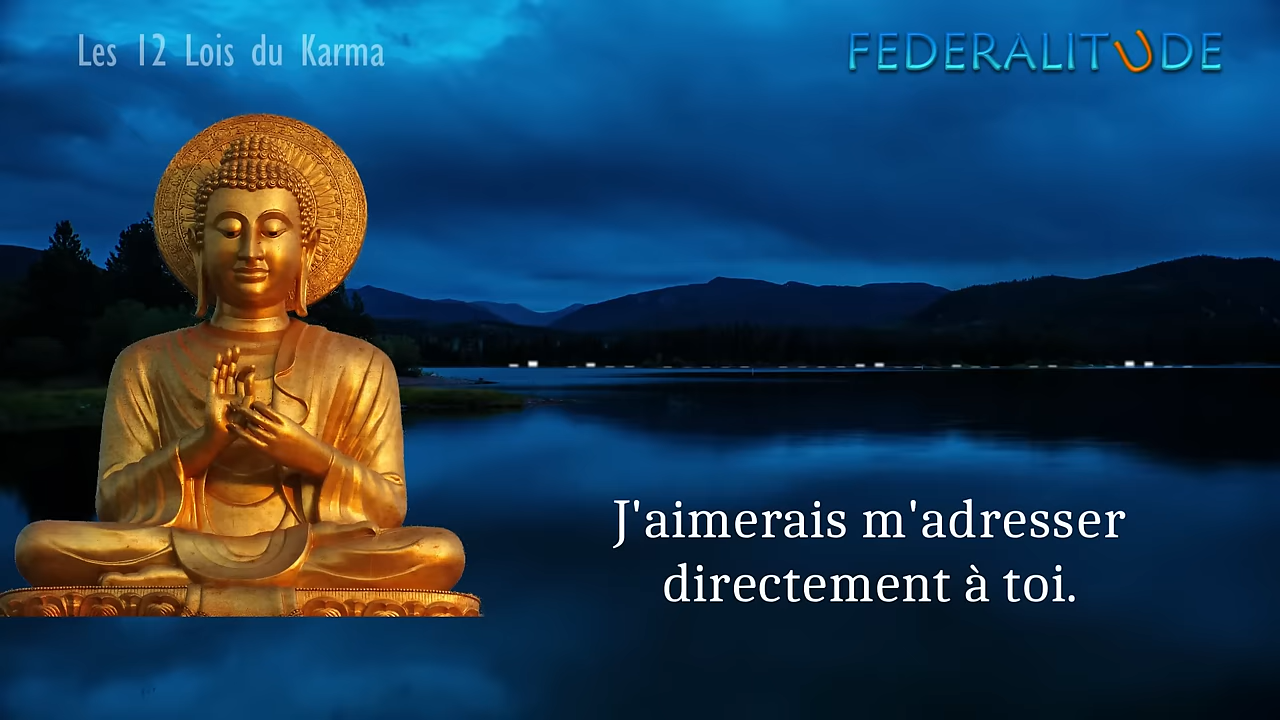 Les 12 Lois du Karma
FEDERALITUDE
J'aimerais m'adresser
directement à toi.